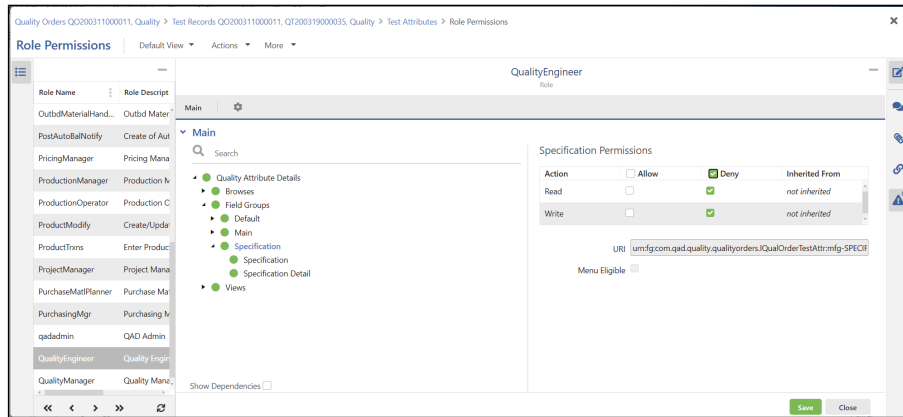 Quality Orders QO200311000011, Quality > Test Records QO200311000011, QT200319000035, Quality > Test Attributes > Role Permissions
Role Permissions
Default View
Actions
More
Role Name
Role Descript
OutbdMaterialHand...
Outbd Mater
PostAutoBalNotify
Create of Aut
PricingManager
Pricing Mana
ProductionManager
Production M
ProductionOperator
Production C
ProductModify
Create/Updat
ProductTrxns
Enter Produc
ProjectManager
Project Mana
PurchaseMatlPlanner
Purchase Mat
PurchasingMgr
Purchasing M
qadadmin
QAD Admin
QualityEngineer
Quality Engin
QualityManager
Quality Mana
QualityEngineer
Role
Main
Main
Search
Quality Attribute Details
Browses
Field Groups
Default
Main
Specification
Specification
Specification Detail
Views
Show Dependencies
Specification Permissions
Action Allow Deny Inherited From
Read not inherited
Write not inherited
URI urn:fg:com.qad.quality.qualityorders.IQualOrderTestAttr:mfg-SPECIF
Menu Eligible
Save
Close